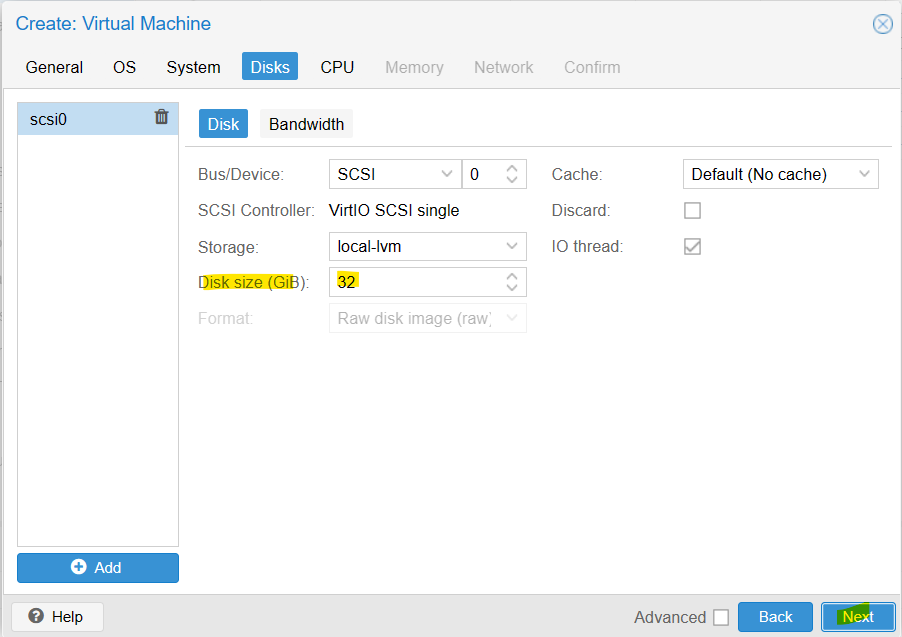 Create: Virtual Machine
General OS System Disks CPU Memory Network Confirm
scsi0
Disk Bandwidth
Bus/Device: SCSI 0 Cache: Default (No cache)
SCSI Controller: VirtIO SCSI single Discard:
Storage: local-lvm IO thread:
Disk size (GiB): 32
Format: Raw disk image (raw)
Add
Help Advanced Back Next